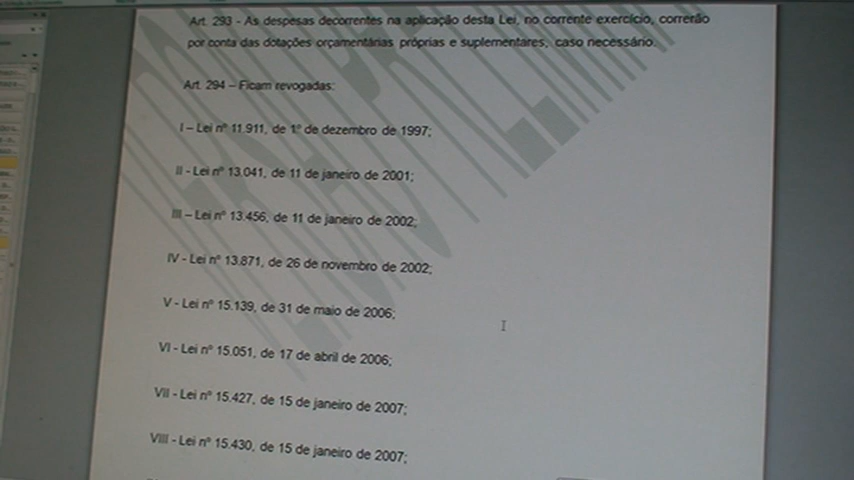 Art. 293 - As despesas decorrentes na aplicação desta Lei, no corrente exercício, correrão
por conta das dotações orçamentárias próprias e suplementares, caso necessário.
Art. 294 – Ficam revogadas:
I – Lei nº 11.911, de 1º de dezembro de 1997;
II - Lei nº 13.041, de 11 de janeiro de 2001;
III – Lei nº 13.456, de 11 de janeiro de 2002;
IV - Lei nº 13.871, de 26 de novembro de 2002;
V - Lei nº 15.139, de 31 de maio de 2006;
VI - Lei nº 15.051, de 17 de abril de 2006;
VII - Lei nº 15.427, de 15 de janeiro de 2007;
VIII - Lei nº 15.430, de 15 de janeiro de 2007;